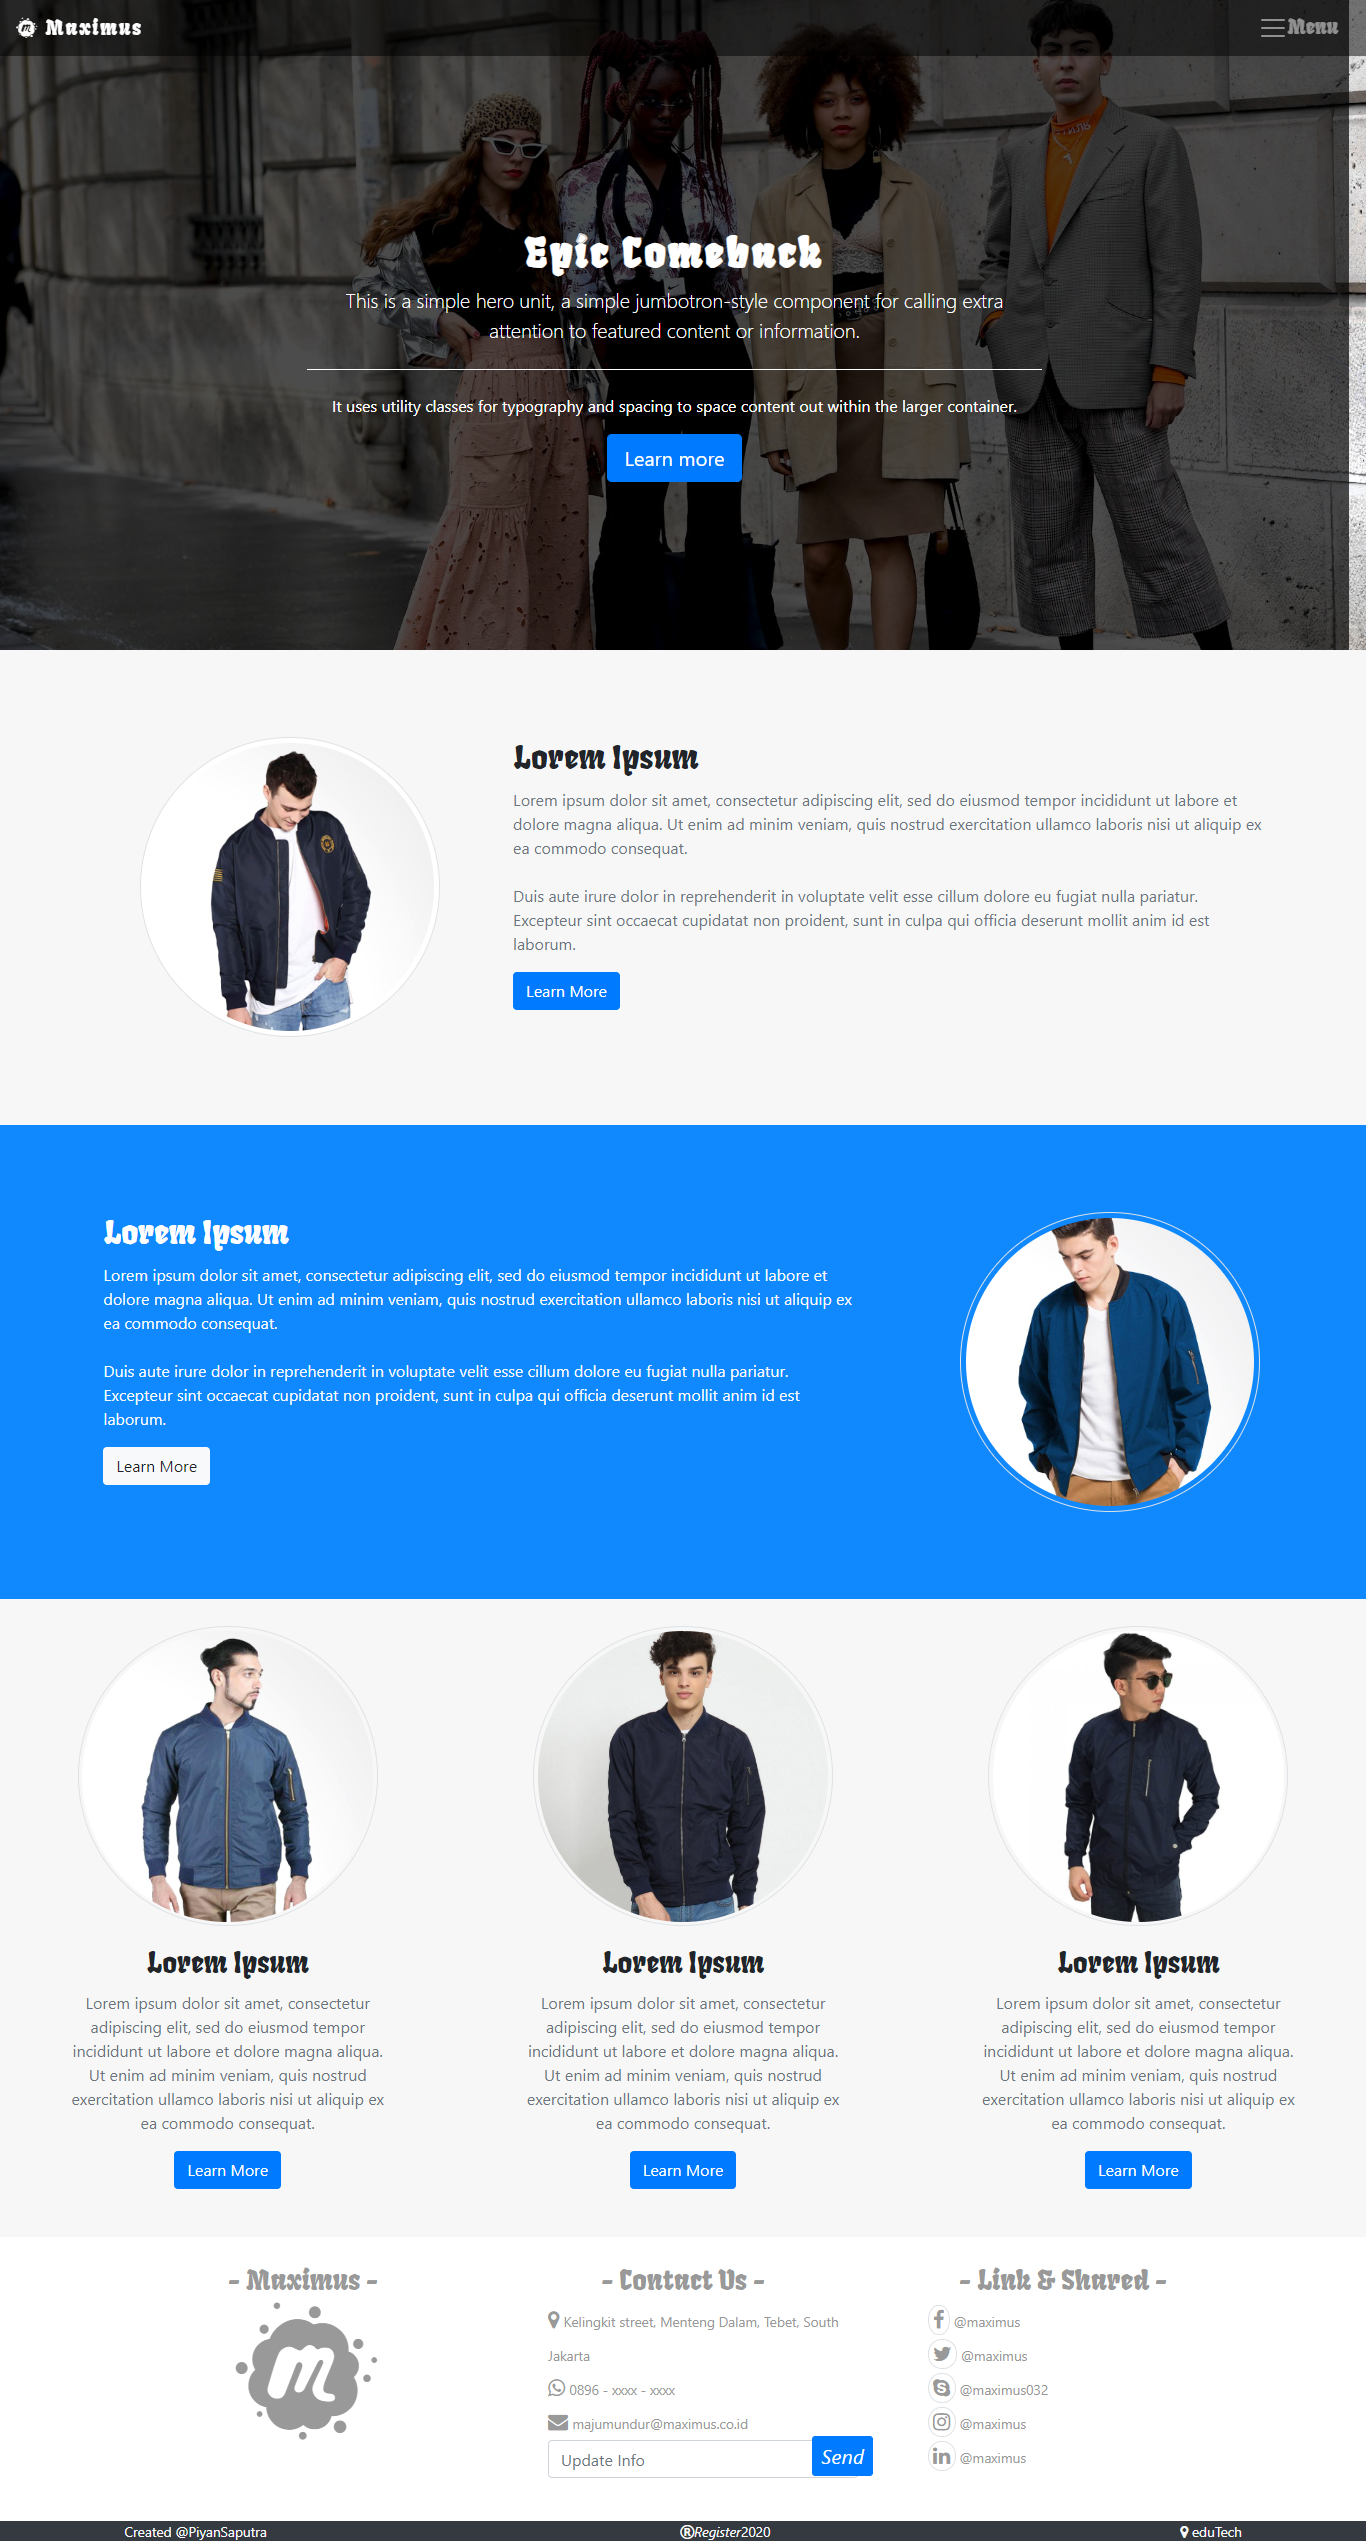 Maximus
Menu
Epic Comeback
This is a simple hero unit, a simple jumbotron-style component for calling extra
attention to featured content or information.
It uses utility classes for typography and spacing to space content out within the larger container.
Learn more
Lorem Ipsum
Lorem ipsum dolor sit amet, consectetur adipiscing elit, sed do eiusmod tempor incididunt ut labore et
dolore magna aliqua. Ut enim ad minim veniam, quis nostrud exercitation ullamco laboris nisi ut aliquip ex
ea commodo consequat.
Duis aute irure dolor in reprehenderit in voluptate velit esse cillum dolore eu fugiat nulla pariatur.
Excepteur sint occaecat cupidatat non proident, sunt in culpa qui officia deserunt mollit anim id est
laborum.
Learn More
Lorem Ipsum
Lorem ipsum dolor sit amet, consectetur adipiscing elit, sed do eiusmod tempor incididunt ut labore et
dolore magna aliqua. Ut enim ad minim veniam, quis nostrud exercitation ullamco laboris nisi ut aliquip ex
ea commodo consequat.
Duis aute irure dolor in reprehenderit in voluptate velit esse cillum dolore eu fugiat nulla pariatur.
Excepteur sint occaecat cupidatat non proident, sunt in culpa qui officia deserunt mollit anim id est
laborum.
Learn More
Lorem Ipsum
Lorem ipsum dolor sit amet, consectetur
adipiscing elit, sed do eiusmod tempor
incididunt ut labore et dolore magna aliqua.
Ut enim ad minim veniam, quis nostrud
exercitation ullamco laboris nisi ut aliquip ex
ea commodo consequat.
Learn More
Lorem Ipsum
Lorem ipsum dolor sit amet, consectetur
adipiscing elit, sed do eiusmod tempor
incididunt ut labore et dolore magna aliqua.
Ut enim ad minim veniam, quis nostrud
exercitation ullamco laboris nisi ut aliquip ex
ea commodo consequat.
Learn More
Lorem Ipsum
Lorem ipsum dolor sit amet, consectetur
adipiscing elit, sed do eiusmod tempor
incididunt ut labore et dolore magna aliqua.
Ut enim ad minim veniam, quis nostrud
exercitation ullamco laboris nisi ut aliquip ex
ea commodo consequat.
Learn More
- Maximus -
m
- Contact Us -
Kelingkit street, Menteng Dalam, Tebet, South
Jakarta
0896 - xxxx - xxxx
majumundur@maximus.co.id
Update Info
Send
- Link & Shared -
@maximus
@maximus
@maximus032
@maximus
@maximus
Created @PiyanSaputra
®Register2020
eduTech